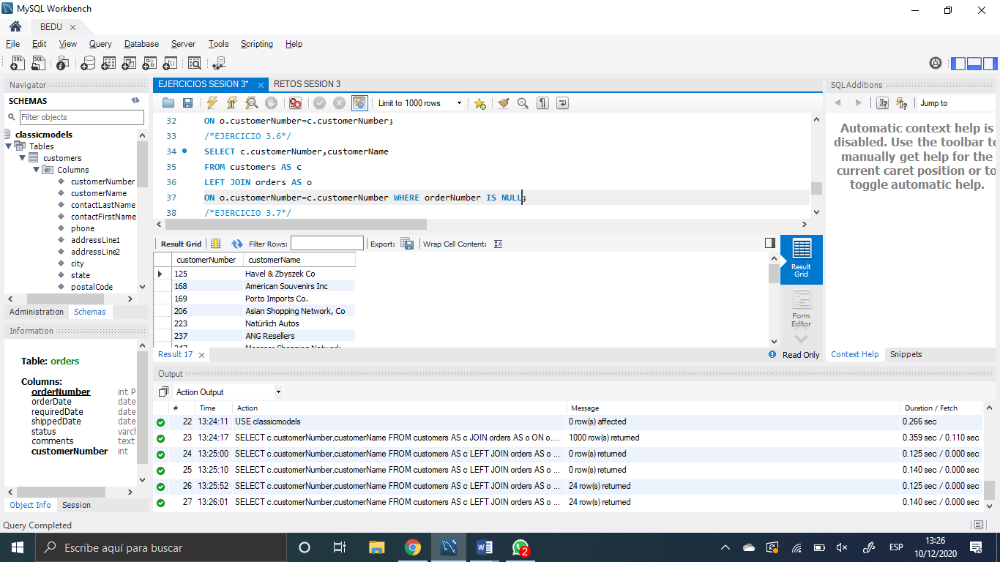 MySQL Workbench
BEDU
File Edit View Query Database Server Tools Scripting Help
Navigator
SCHEMAS
Filter objects
classicmodels
Tables
customers
Columns
customerNumber
customerName
contactLastName
contactFirstName
phone
addressLine1
addressLine2
city
state
postalCode
Administration Schemas
Information
Table: orders
Columns:
orderNumber int P
orderDate date
requiredDate date
shippedDate date
status varch
comments text
customerNumber int
Object Info Session
EJERCICIOS SESION 3* RETOS SESION 3
Limit to 1000 rows
32 ON o.customerNumber=c.customerNumber;
33 /*EJERCICIO 3.6*/
34 SELECT c.customerNumber,customerName
35 FROM customers AS c
36 LEFT JOIN orders AS o
37 ON o.customerNumber=c.customerNumber WHERE orderNumber IS NULL;
38 /*EJERCICIO 3.7*/
Result Grid Filter Rows: Export: Wrap Cell Content:
customerNumber customerName
125 Havel & Zbyszek Co
168 American Souvenirs Inc
169 Porto Imports Co.
206 Asian Shopping Network, Co
223 Natürlich Autos
237 ANG Resellers
Result Grid
Form Editor
Result 17
Read Only
SQLAdditions
Jump to
Automatic context help is
disabled. Use the toolbar to
manually get help for the
current caret position or to
toggle automatic help.
Context Help Snippets
Output
Action Output
# Time Action Message Duration / Fetch
22 13:24:11 USE classicmodels 0 row(s) affected 0.266 sec
23 13:24:17 SELECT c.customerNumber,customerName FROM customers AS c JOIN orders AS o ON o.... 1000 row(s) returned 0.359 sec / 0.110 sec
24 13:25:00 SELECT c.customerNumber,customerName FROM customers AS c LEFT JOIN orders AS o ... 0 row(s) returned 0.125 sec / 0.000 sec
25 13:25:10 SELECT c.customerNumber,customerName FROM customers AS c LEFT JOIN orders AS o ... 0 row(s) returned 0.140 sec / 0.000 sec
26 13:25:52 SELECT c.customerNumber,customerName FROM customers AS c LEFT JOIN orders AS o ... 24 row(s) returned 0.125 sec / 0.000 sec
27 13:26:01 SELECT c.customerNumber,customerName FROM customers AS c LEFT JOIN orders AS o ... 24 row(s) returned 0.140 sec / 0.000 sec
Query Completed
Escribe aquí para buscar
2
ESP
13:26
10/12/2020